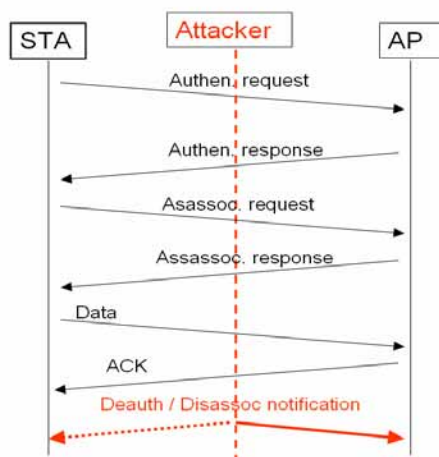 STA
Attacker
AP
Authen. request
Authen. response
Asassoc. request
Assassoc. response
Data
ACK
Deauth / Disassoc notification